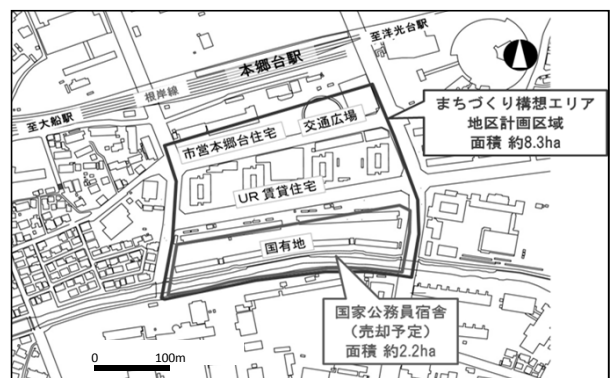 至洋光台駅
本郷台駅
根岸線
至大船駅
まちづくり構想エリア
地区計画区域
面積 約8.3ha
交通広場
市営本郷台住宅
UR 賃貸住宅
国有地
国家公務員宿舎
（売却予定）
面積 約2.2ha
0 100m